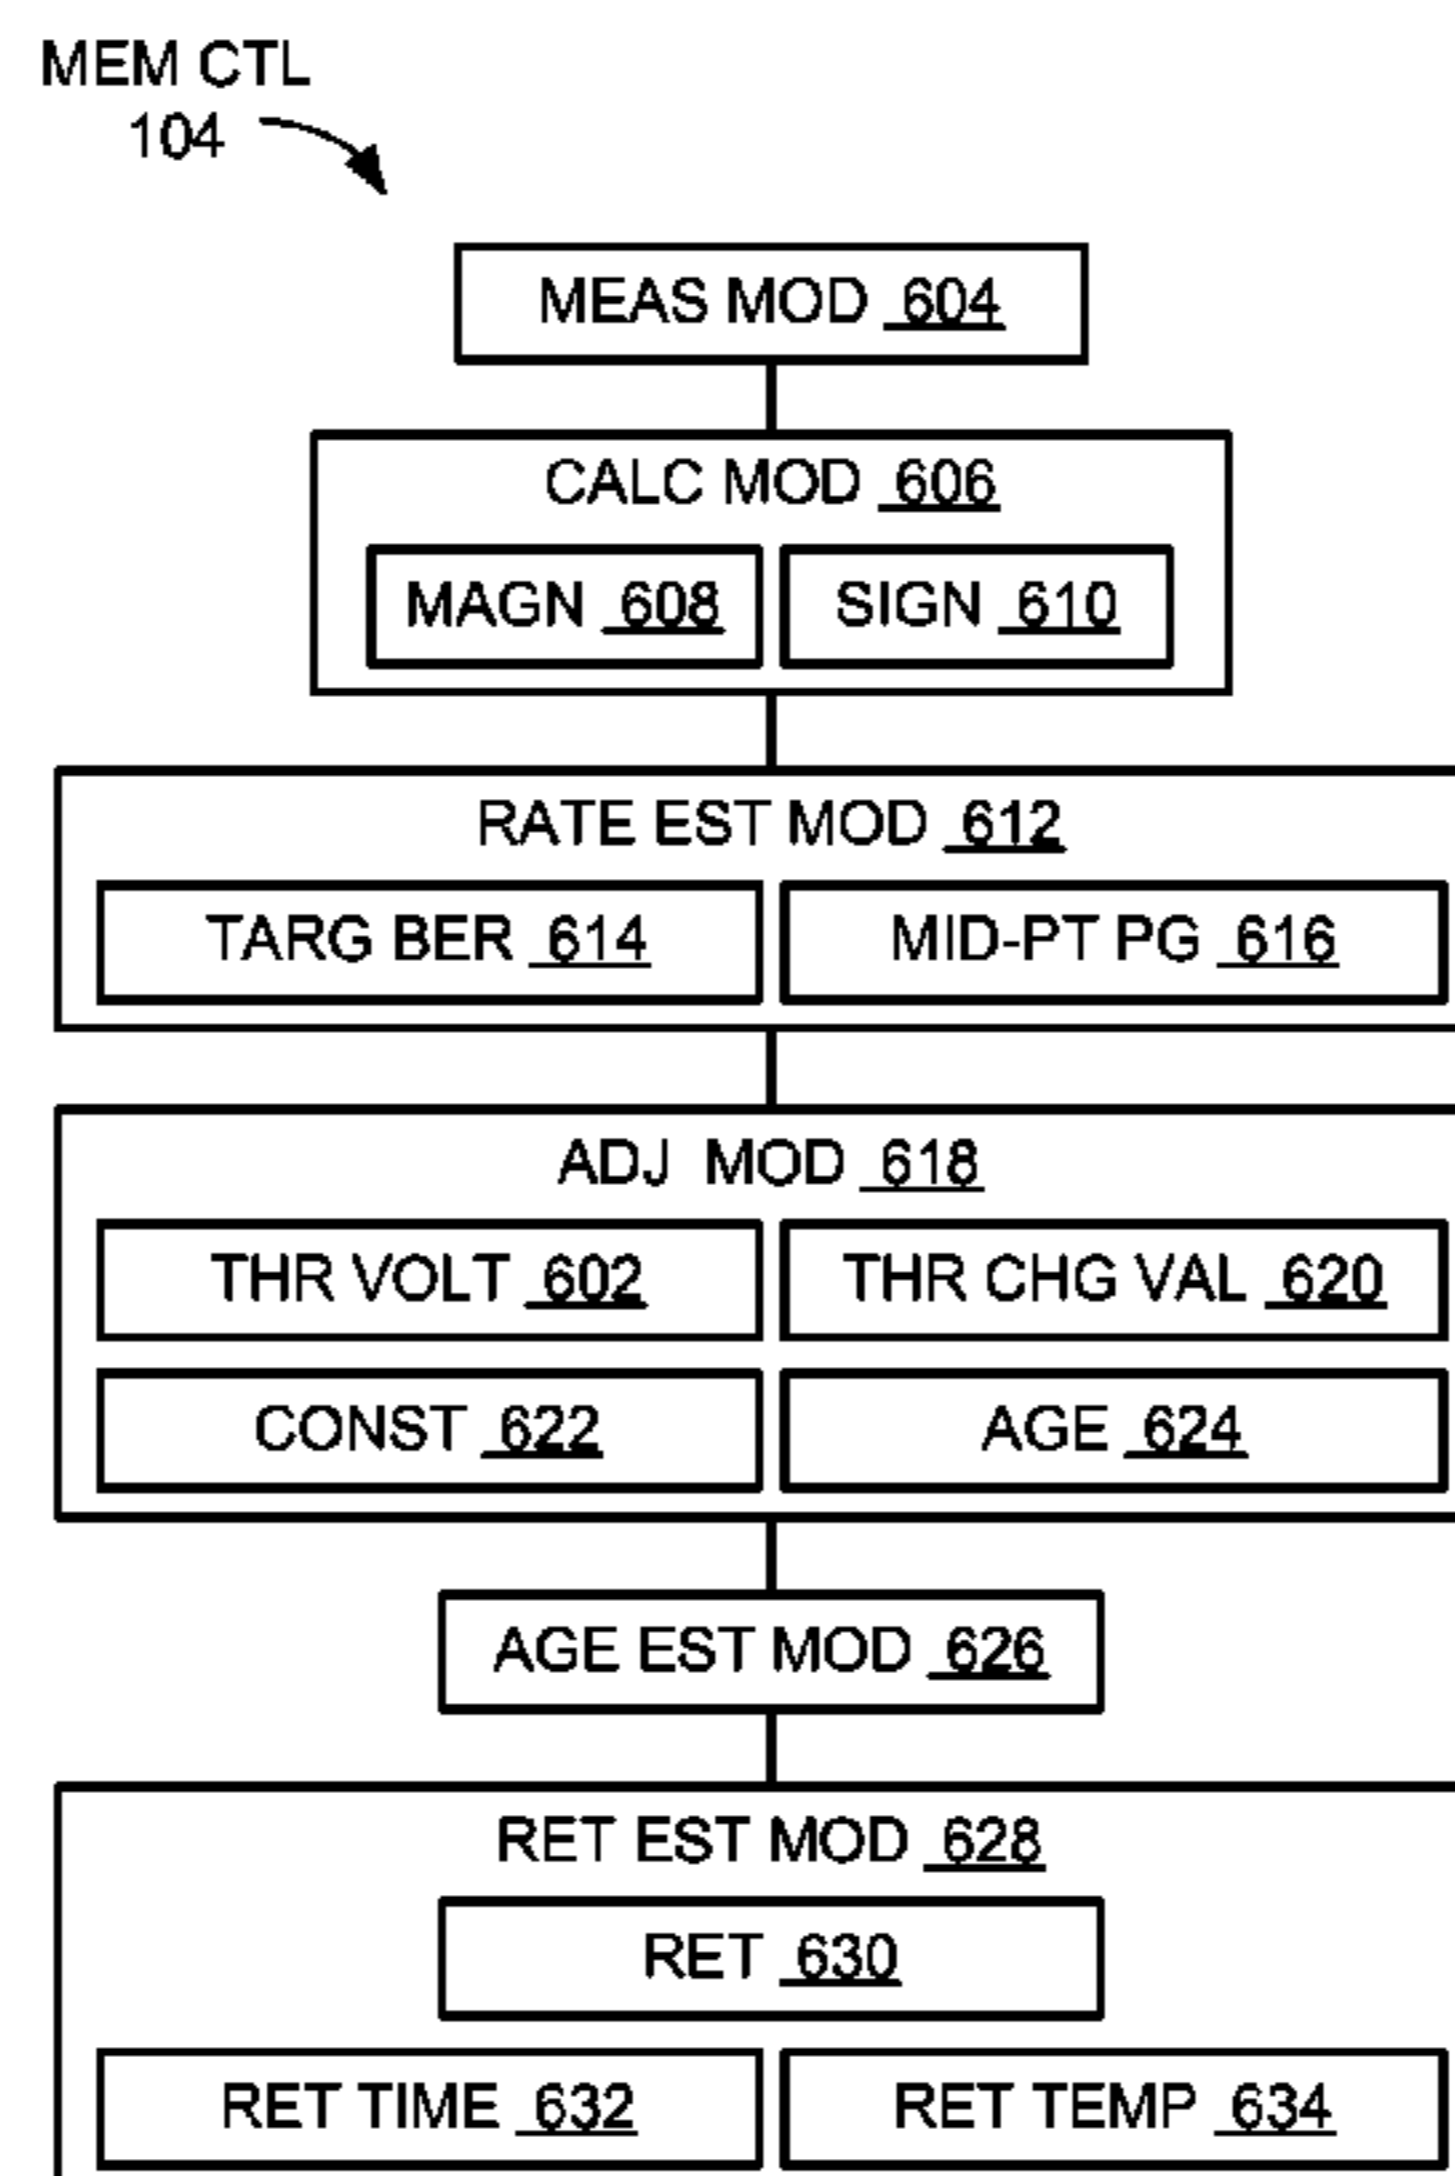 MEM CTL
104
MEAS MOD 604
CALC MOD 606
MAGN 608 SIGN 610
RATE EST MOD 612
TARG BER 614 MID-PT PG 616
ADJ MOD 618
THR VOLT 602 THR CHG VAL 620
CONST 622 AGE 624
AGE EST MOD 626
RET EST MOD 628
RET 630
RET TIME 632 RET TEMP 634